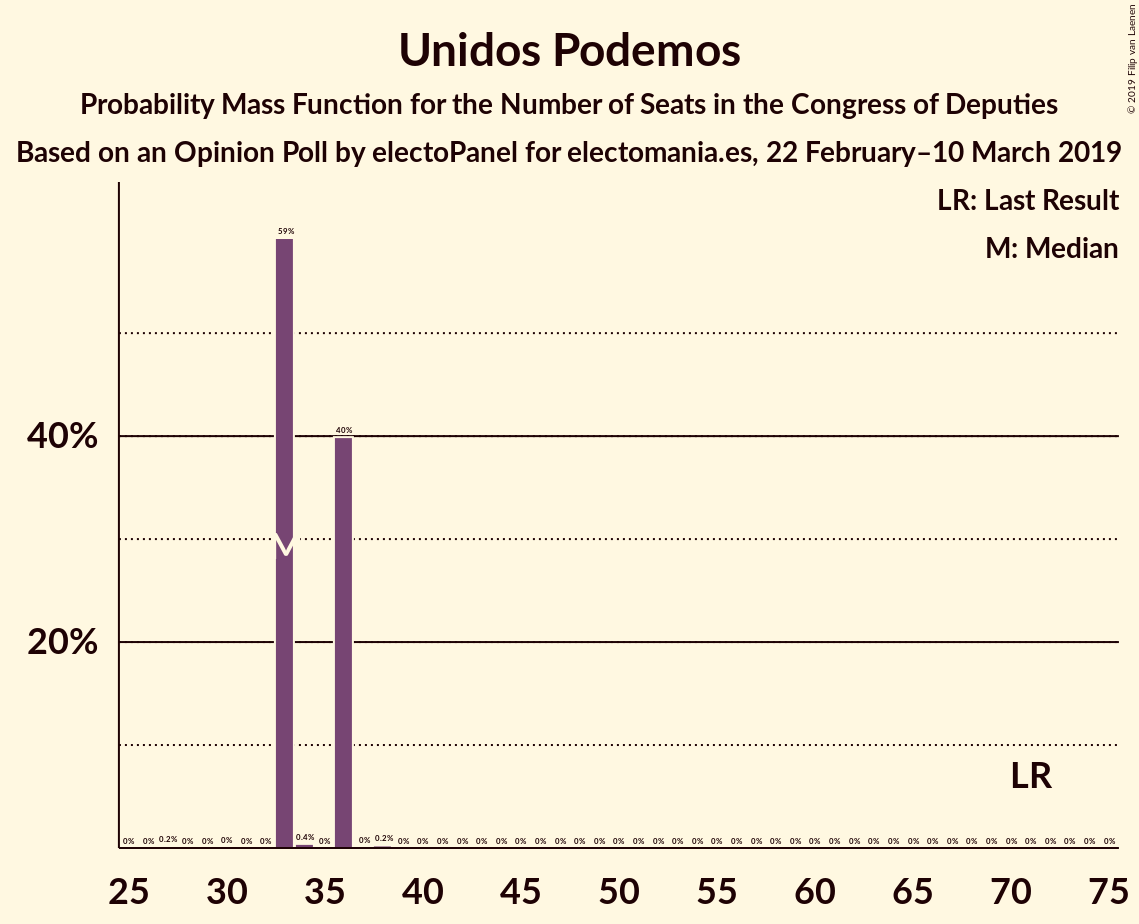 Unidos Podemos
Probability Mass Function for the Number of Seats in the Congress of Deputies
Based on an Opinion Poll by electoPanel for electomania.es, 22 February–10 March 2019
© 2019 Filip van Laenen
LR: Last Result
M: Median
59%
40%
40%
M
20%
LR
0% 0% 0.2% 0% 0% 0% 0% 0% 0.4% 0% 0% 0.2% 0% 0% 0% 0% 0% 0% 0% 0% 0% 0% 0% 0% 0% 0% 0% 0% 0% 0% 0% 0% 0% 0% 0% 0% 0% 0% 0% 0% 0% 0% 0% 0% 0% 0% 0% 0% 0%
25 30 35 40 45 50 55 60 65 70 75